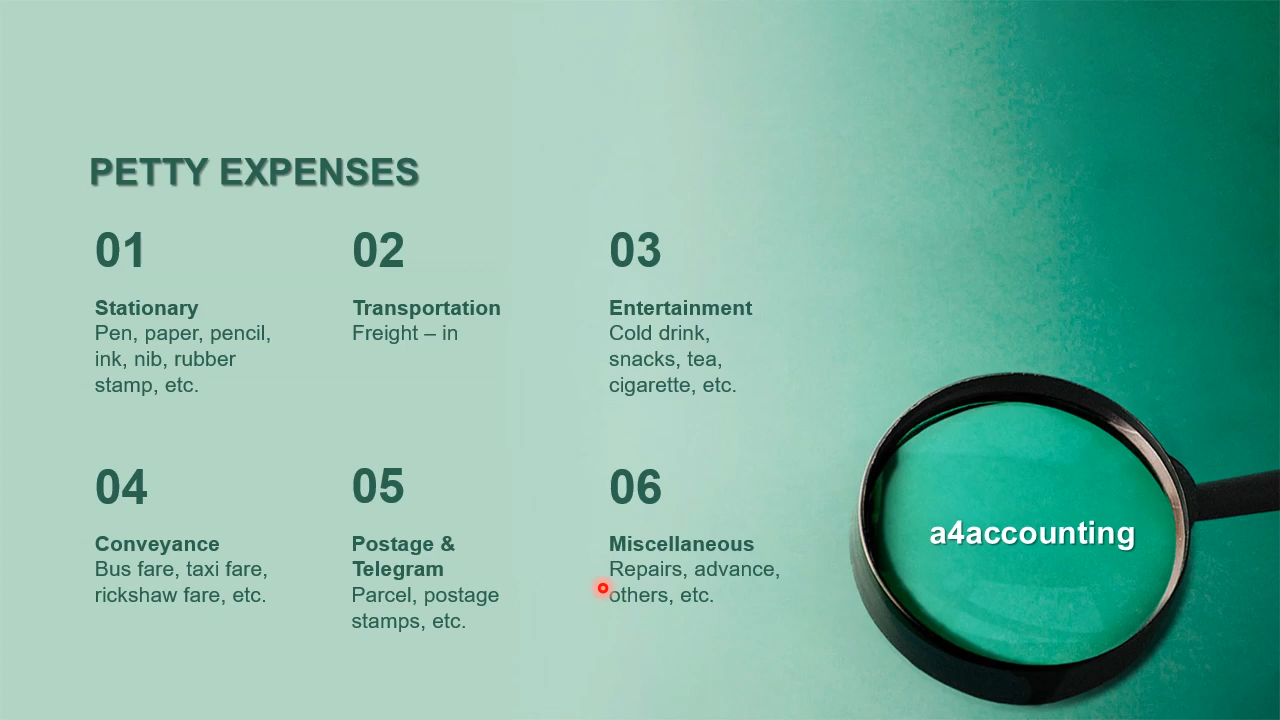 PETTY EXPENSES
01
Stationary
Pen, paper, pencil,
ink, nib, rubber
stamp, etc.
02
Transportation
Freight – in
03
Entertainment
Cold drink,
snacks, tea,
cigarette, etc.
04
Conveyance
Bus fare, taxi fare,
rickshaw fare, etc.
05
Postage &
Telegram
Parcel, postage
stamps, etc.
06
Miscellaneous
Repairs, advance,
others, etc.
a4accounting